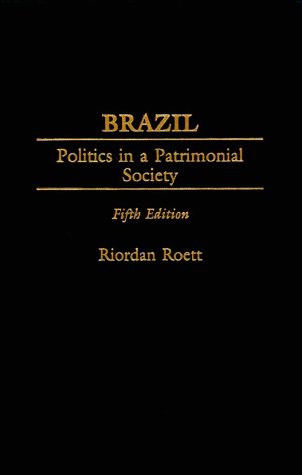 BRAZIL
Politics in a Patrimonial
Society
Fifth Edition
Riordan Roett